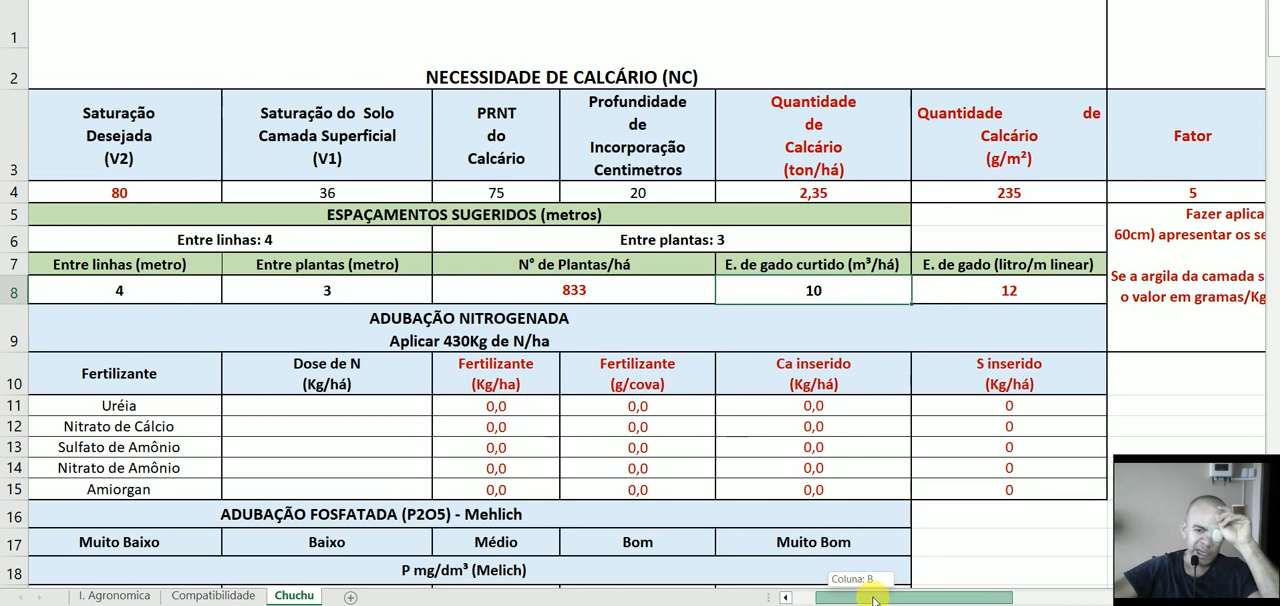 1
2 NECESSIDADE DE CALCÁRIO (NC)
3 Saturação Desejada (V2) Saturação do Solo Camada Superficial (V1) PRNT do Calcário Profundidade de Incorporação Centimetros Quantidade de Calcário (ton/há) Quantidade de Calcário (g/m²) Fator
4 80 36 75 20 2,35 235 5
5 ESPAÇAMENTOS SUGERIDOS (metros)
Fazer aplica
6 Entre linhas: 4 Entre plantas: 3
60cm) apresentar os se
7 Entre linhas (metro) Entre plantas (metro) N° de Plantas/há E. de gado curtido (m³/há) E. de gado (litro/m linear)
Se a argila da camada s
8 4 3 833 10 12
o valor em gramas/Kg
9 ADUBAÇÃO NITROGENADA
Aplicar 430Kg de N/ha
10 Fertilizante Dose de N (Kg/há) Fertilizante (Kg/ha) Fertilizante (g/cova) Ca inserido (Kg/há) S inserido (Kg/há)
11 Uréia 0,0 0,0 0,0 0
12 Nitrato de Cálcio 0,0 0,0 0,0 0
13 Sulfato de Amônio 0,0 0,0 0,0 0
14 Nitrato de Amônio 0,0 0,0 0,0 0
15 Amiorgan 0,0 0,0 0,0 0
16 ADUBAÇÃO FOSFATADA (P2O5) - Mehlich
17 Muito Baixo Baixo Médio Bom Muito Bom
18 P mg/dm³ (Melich)
Coluna: B
I. Agronomica Compatibilidade Chuchu